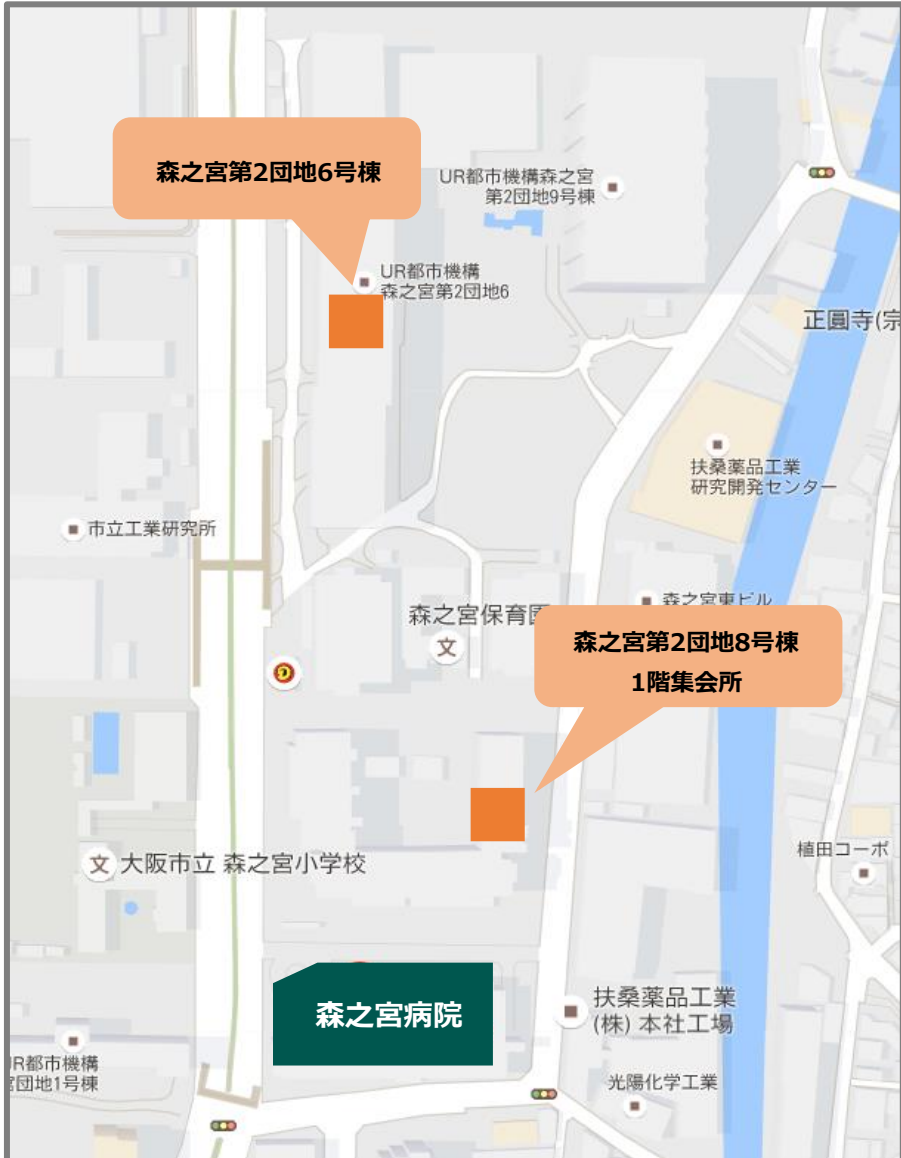 森之宮第2団地6号棟
UR都市機構森之宮
第2団地9号棟
UR都市機構
森之宮第2団地6
正圓寺(宗
扶桑薬品工業
研究開発センター
市立工業研究所
森之宮東ビル
森之宮保育園
文
森之宮第2団地8号棟
1階集会所
植田コーポ
文
大阪市立 森之宮小学校
森之宮病院
扶桑薬品工業
(株) 本社工場
UR都市機構
宮団地1号棟
光陽化学工業